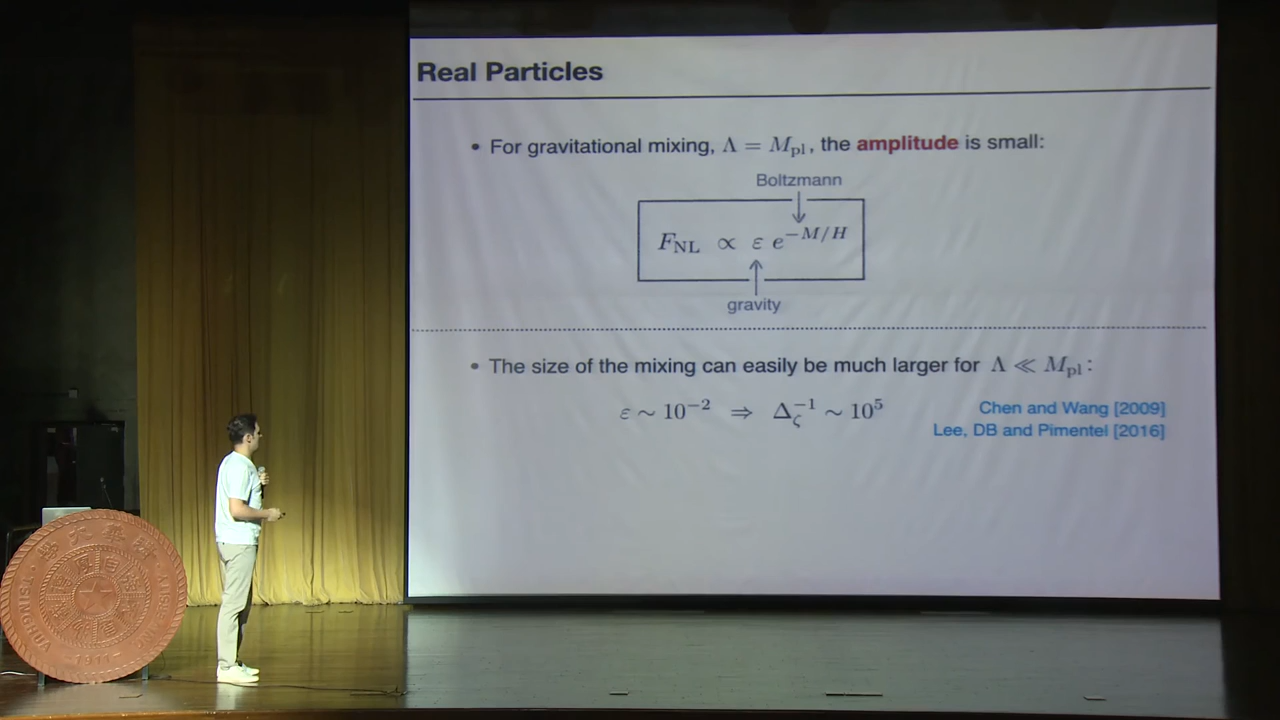 Real Particles
• For gravitational mixing, Λ = M_pl, the amplitude is small:
Boltzmann
F_NL ∝ ε e^{-M/H}
gravity
• The size of the mixing can easily be much larger for Λ ≪ M_pl:
ε ~ 10^{-2} ⇒ Δ_ζ^{-1} ~ 10^5
Chen and Wang [2009]
Lee, DB and Pimentel [2016]
TSINGHUA
-1911-